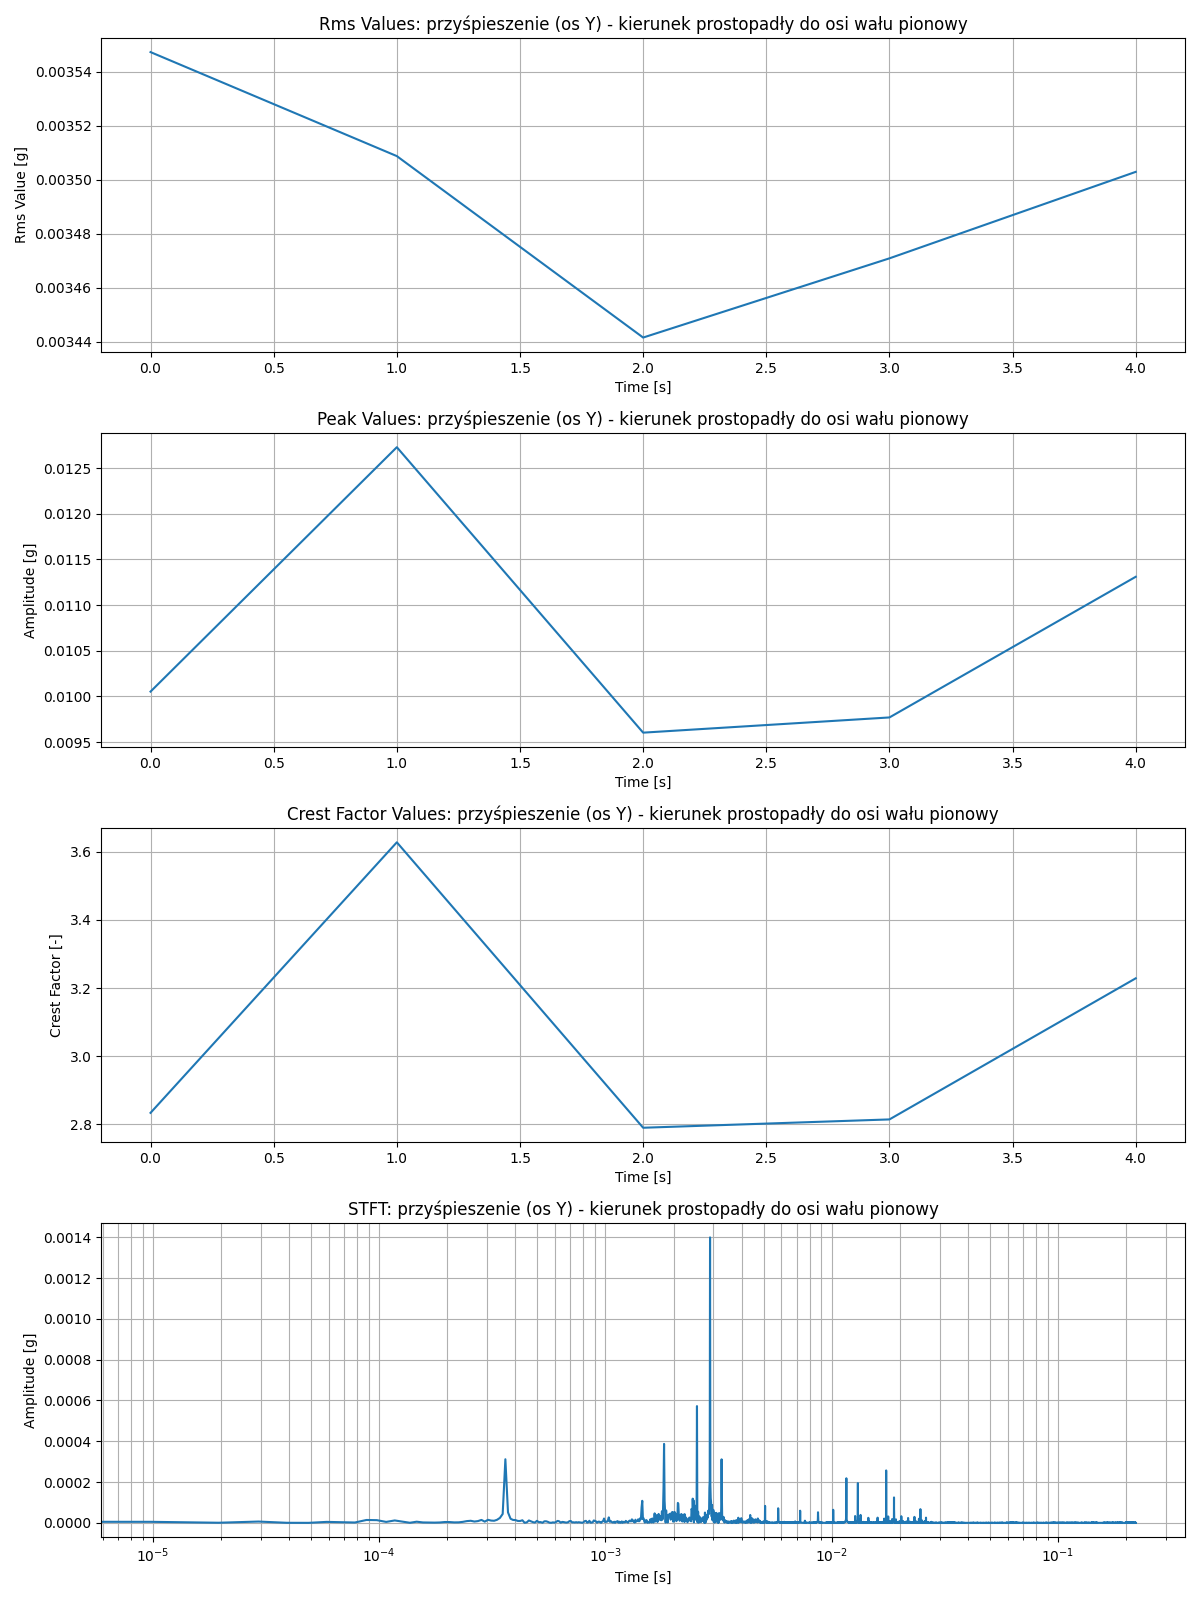 Rms Values: przyśpieszenie (os Y) - kierunek prostopadły do osi wału pionowy
0.00354
0.00352
0.00350
0.00348
0.00346
0.00344
Rms Value [g]
0.0 0.5 1.0 1.5 2.0 2.5 3.0 3.5 4.0
Time [s]
Peak Values: przyśpieszenie (os Y) - kierunek prostopadły do osi wału pionowy
0.0125
0.0120
0.0115
0.0110
0.0105
0.0100
0.0095
Amplitude [g]
0.0 0.5 1.0 1.5 2.0 2.5 3.0 3.5 4.0
Time [s]
Crest Factor Values: przyśpieszenie (os Y) - kierunek prostopadły do osi wału pionowy
3.6
3.4
3.2
3.0
2.8
Crest Factor [-]
0.0 0.5 1.0 1.5 2.0 2.5 3.0 3.5 4.0
Time [s]
STFT: przyśpieszenie (os Y) - kierunek prostopadły do osi wału pionowy
0.0014
0.0012
0.0010
0.0008
0.0006
0.0004
0.0002
0.0000
Amplitude [g]
10⁻⁵ 10⁻⁴ 10⁻³ 10⁻² 10⁻¹
Time [s]